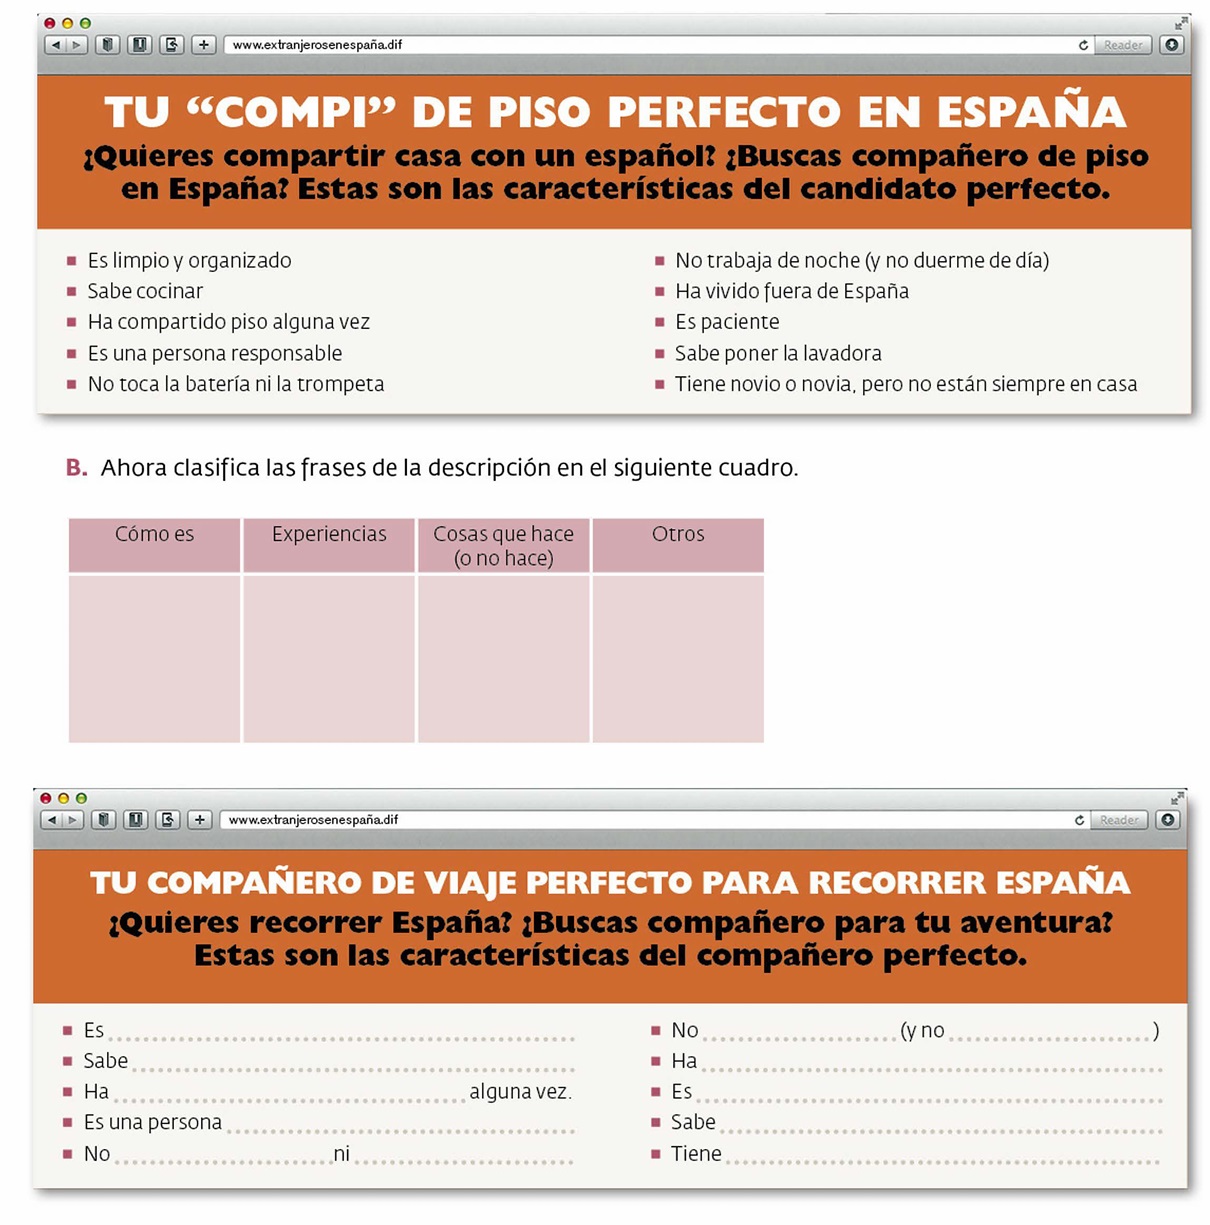 www.extranjerosenespaña.dif
Reader
TU “COMPI” DE PISO PERFECTO EN ESPAÑA
¿Quieres compartir casa con un español? ¿Buscas compañero de piso
en España? Estas son las características del candidato perfecto.
Es limpio y organizado
Sabe cocinar
Ha compartido piso alguna vez
Es una persona responsable
No toca la batería ni la trompeta
No trabaja de noche (y no duerme de día)
Ha vivido fuera de España
Es paciente
Sabe poner la lavadora
Tiene novio o novia, pero no están siempre en casa
B. Ahora clasifica las frases de la descripción en el siguiente cuadro.
Cómo es
Experiencias
Cosas que hace
(o no hace)
Otros
www.extranjerosenespaña.dif
Reader
TU COMPAÑERO DE VIAJE PERFECTO PARA RECORRER ESPAÑA
¿Quieres recorrer España? ¿Buscas compañero para tu aventura?
Estas son las características del compañero perfecto.
Es
Sabe
Ha alguna vez.
Es una persona
No ni
No (y no )
Ha
Es
Sabe
Tiene